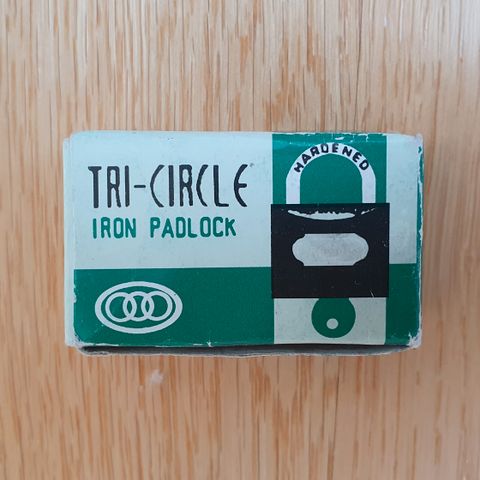 TRI-CIRCLE
IRON PADLOCK
HARDENED